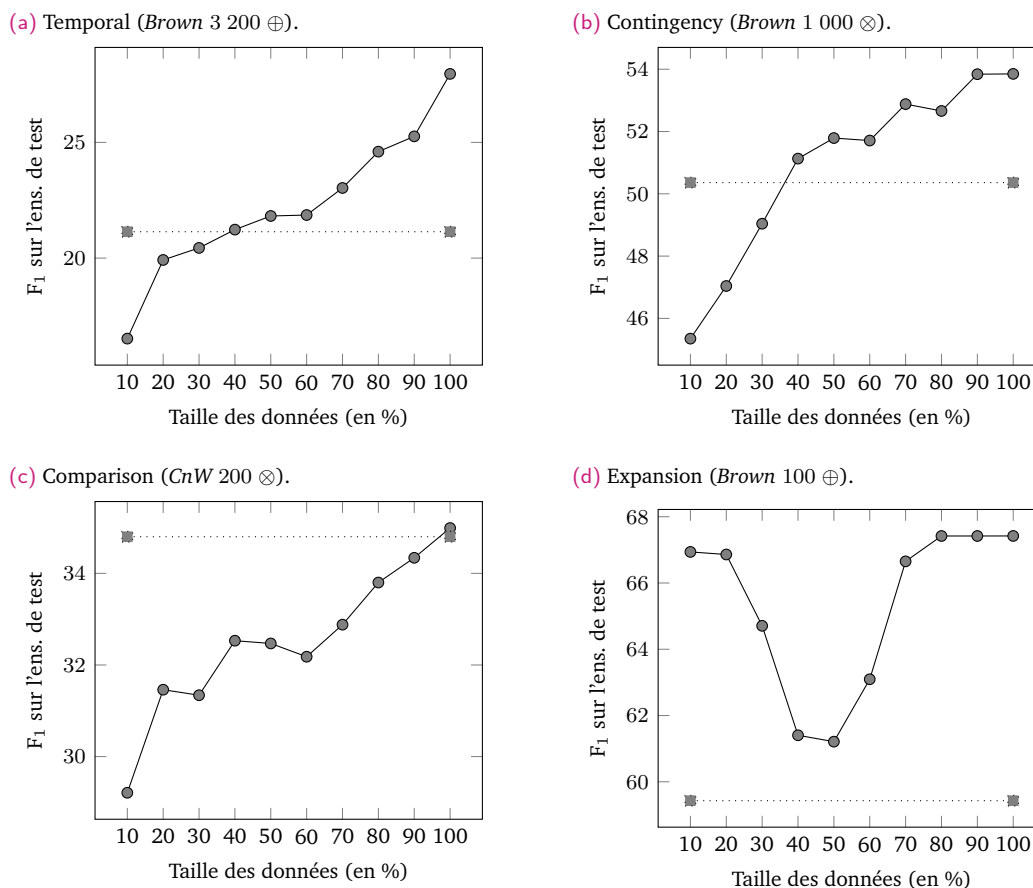 (a) Temporal (Brown 3 200 ⊕).
25
20
F₁ sur l'ens. de test
10 20 30 40 50 60 70 80 90 100
Taille des données (en %)
(b) Contingency (Brown 1 000 ⊗).
54
52
50
48
46
F₁ sur l'ens. de test
10 20 30 40 50 60 70 80 90 100
Taille des données (en %)
(c) Comparison (CnW 200 ⊗).
34
32
30
F₁ sur l'ens. de test
10 20 30 40 50 60 70 80 90 100
Taille des données (en %)
(d) Expansion (Brown 100 ⊕).
68
66
64
62
60
F₁ sur l'ens. de test
10 20 30 40 50 60 70 80 90 100
Taille des données (en %)